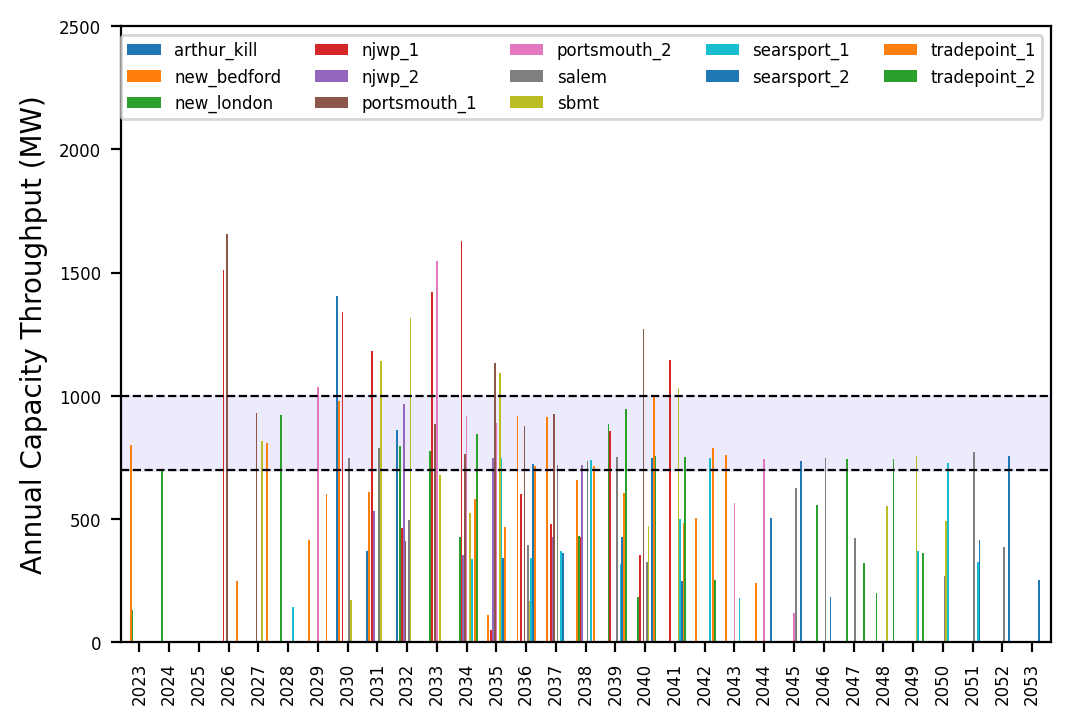 Annual Capacity Throughput (MW)
2500
2000
1500
1000
500
0
arthur_kill njwp_1 portsmouth_2 searsport_1 tradepoint_1
new_bedford njwp_2 salem searsport_2 tradepoint_2
new_london portsmouth_1 sbmt
2023 2024 2025 2026 2027 2028 2029 2030 2031 2032 2033 2034 2035 2036 2037 2038 2039 2040 2041 2042 2043 2044 2045 2046 2047 2048 2049 2050 2051 2052 2053